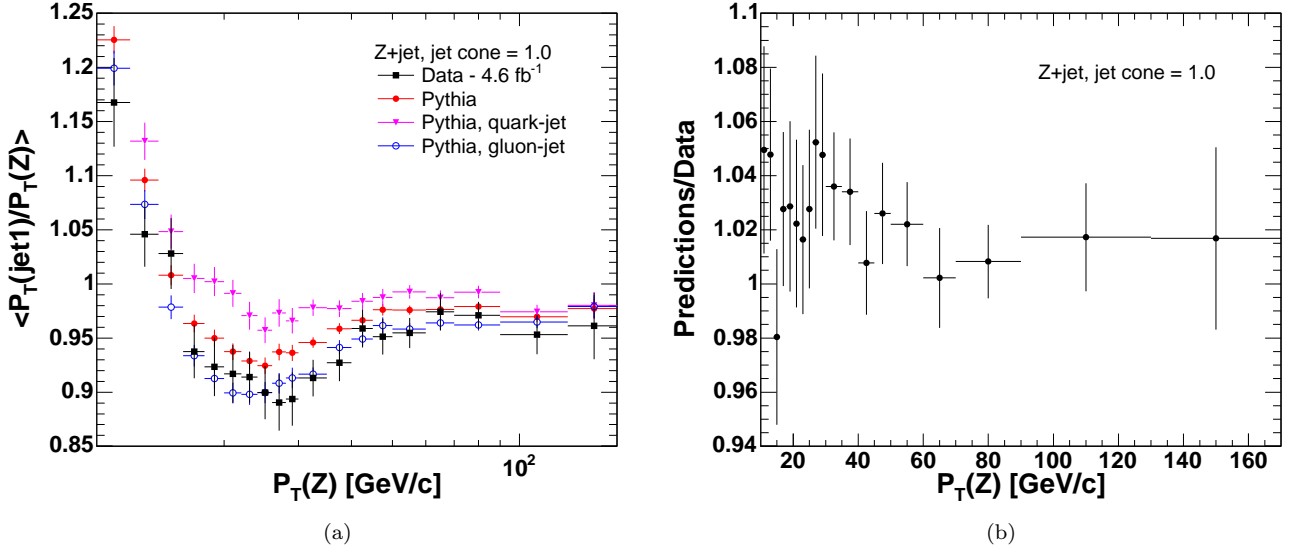 Z+jet, jet cone = 1.0
Data - 4.6 fb⁻¹
Pythia
Pythia, quark-jet
Pythia, gluon-jet
<P_T(jet1)/P_T(Z)>
1.25
1.2
1.15
1.1
1.05
1
0.95
0.9
0.85
10²
P_T(Z) [GeV/c]
(a)
Z+jet, jet cone = 1.0
Predictions/Data
1.1
1.08
1.06
1.04
1.02
1
0.98
0.96
0.94
20 40 60 80 100 120 140 160
P_T(Z) [GeV/c]
(b)